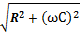 √R² + (ωC)²